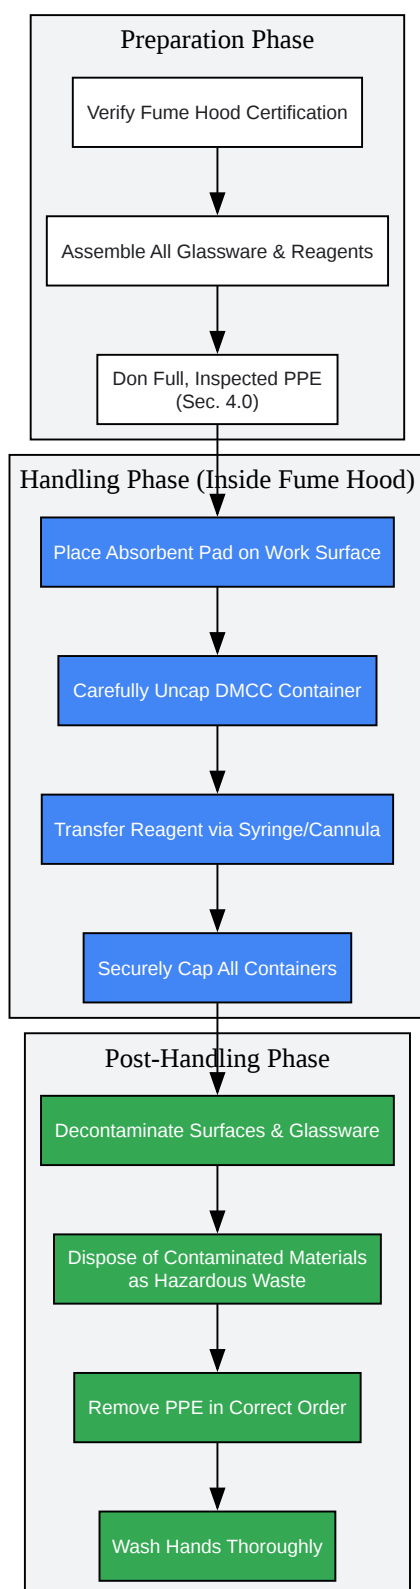 Preparation Phase
Verify Fume Hood Certification
Assemble All Glassware & Reagents
Don Full, Inspected PPE
(Sec. 4.0)
Handling Phase (Inside Fume Hood)
Place Absorbent Pad on Work Surface
Carefully Uncap DMCC Container
Transfer Reagent via Syringe/Cannula
Securely Cap All Containers
Post-Handling Phase
Decontaminate Surfaces & Glassware
Dispose of Contaminated Materials
as Hazardous Waste
Remove PPE in Correct Order
Wash Hands Thoroughly